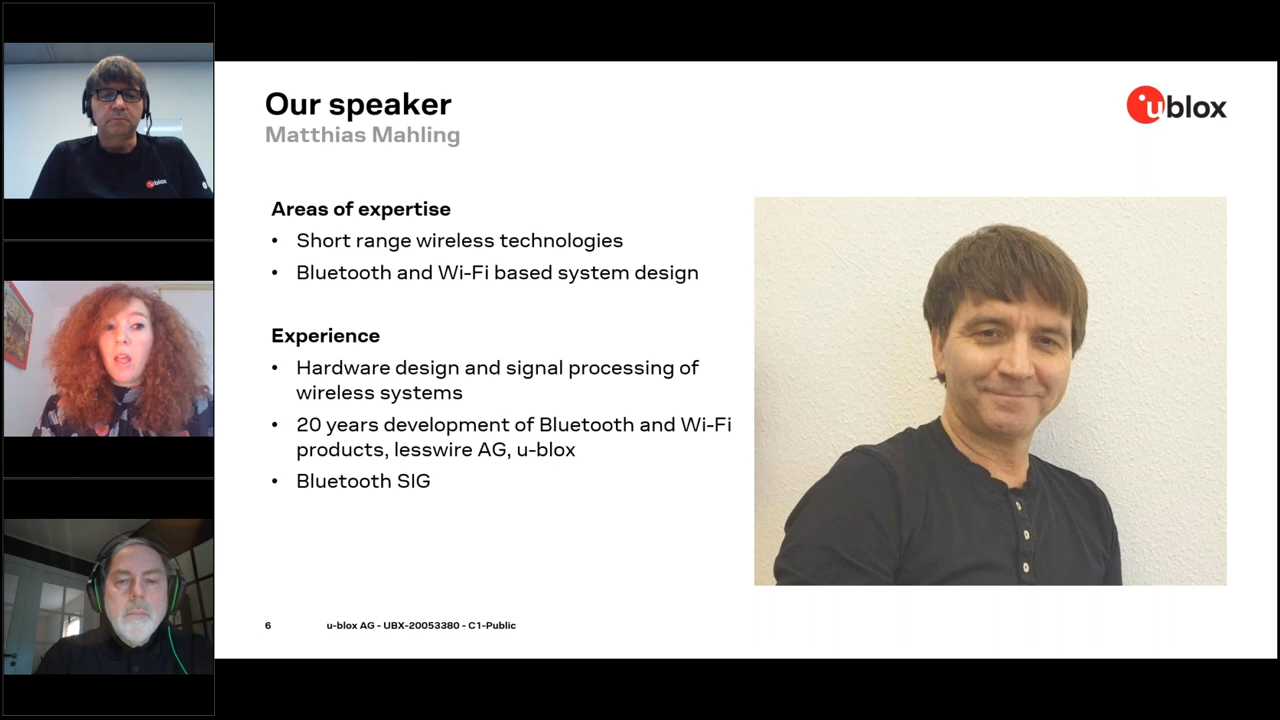 Our speaker
Matthias Mahling
ublox
Areas of expertise
• Short range wireless technologies
• Bluetooth and Wi-Fi based system design
Experience
• Hardware design and signal processing of
wireless systems
• 20 years development of Bluetooth and Wi-Fi
products, lesswire AG, u-blox
• Bluetooth SIG
6 u-blox AG - UBX-20053380 - C1-Public
ublox